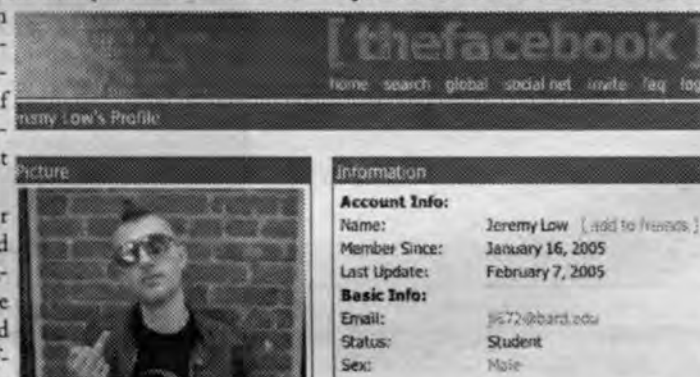 [ thefacebook ]
home search global social net invite faq
Jeremy Low's Profile
Picture
Information
Account Info:
Name: Jeremy Low [ add to friends ]
Member Since: January 16, 2005
Last Update: February 7, 2005
Basic Info:
Email:
Status: Student
Sex: Male